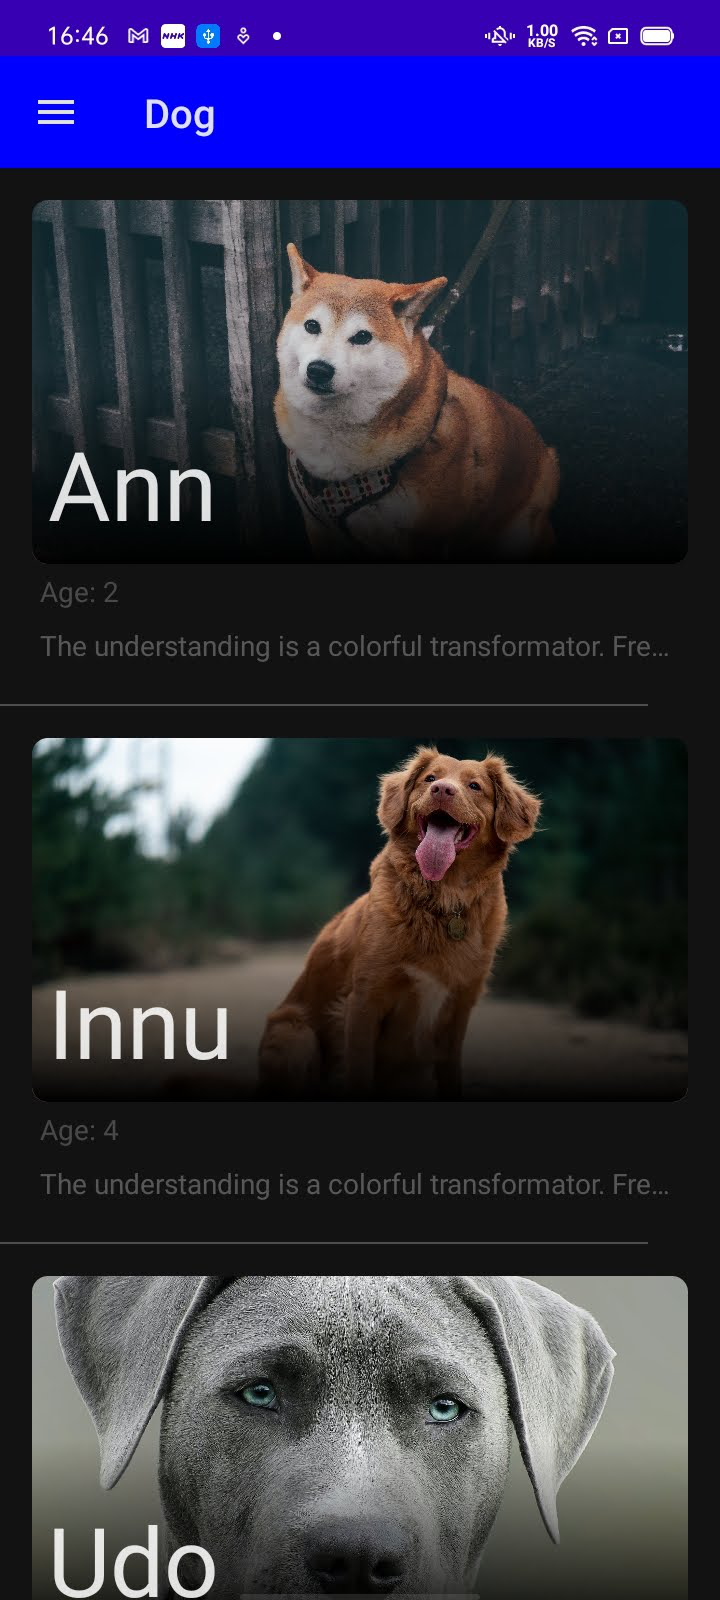 16:46 NHK 1.00 KB/S
Dog
Ann
Age: 2
The understanding is a colorful transformator. Fre...
Innu
Age: 4
The understanding is a colorful transformator. Fre...
Udo